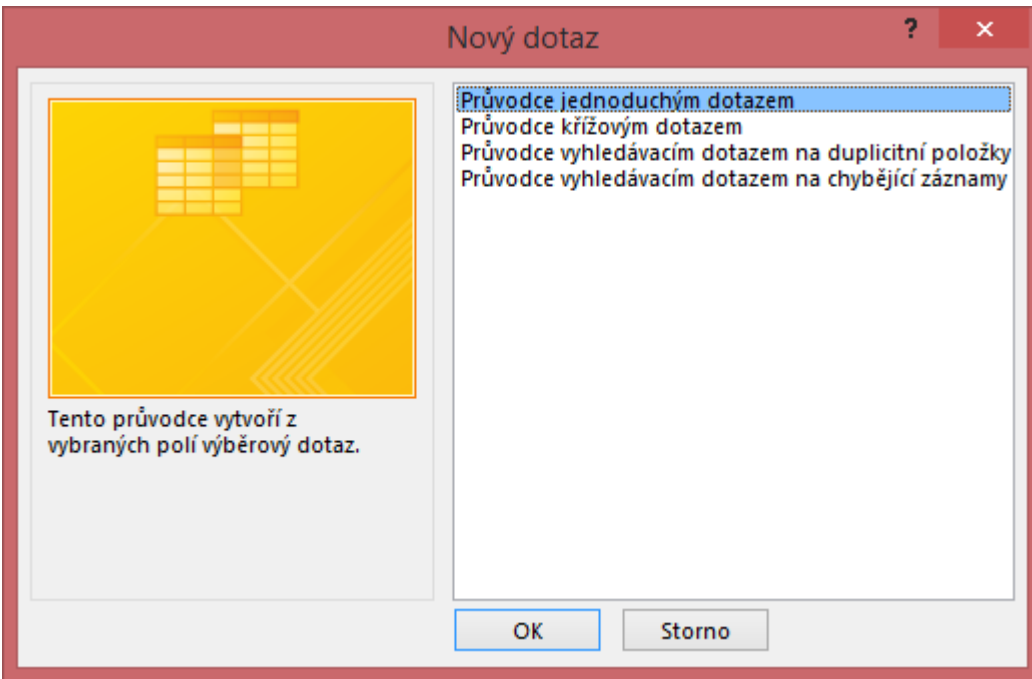 Nový dotaz
?
Průvodce jednoduchým dotazem
Průvodce křížovým dotazem
Průvodce vyhledávacím dotazem na duplicitní položky
Průvodce vyhledávacím dotazem na chybějící záznamy
Tento průvodce vytvoří z
vybraných polí výběrový dotaz.
OK
Storno